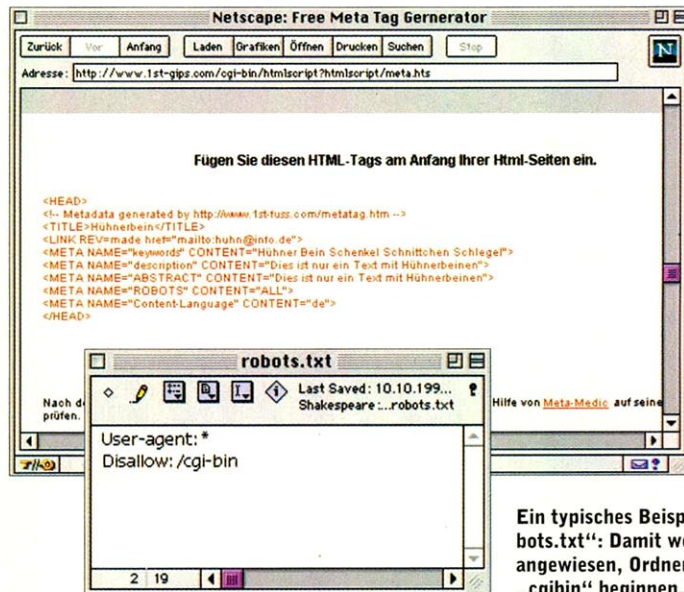 Netscape: Free Meta Tag Gernerator
Zurück Vor Anfang Laden Grafiken Öffnen Drucken Suchen Stop
N
Adresse: http://www.1st-gips.com/cgi-bin/htmlscript?htmlscript/meta.hts
Fügen Sie diesen HTML-Tags am Anfang Ihrer Html-Seiten ein.
<HEAD>
<!-- Metadata generated by http://www.1st-tuss.com/metatag.htm -->
<TITLE>Hühnerbein</TITLE>
<LINK REV=made href="mailto:huhn@info.de">
<META NAME="keywords" CONTENT="Hühner Bein Schenkel Schnittchen Schlegel">
<META NAME="description" CONTENT="Dies ist nur ein Text mit Hühnerbeinen">
<META NAME="ABSTRACT" CONTENT="Dies ist nur ein Text mit Hühnerbeinen">
<META NAME="ROBOTS" CONTENT="ALL">
<META NAME="Content-Language" CONTENT="de">
</HEAD>
Nach Hilfe von Meta-Medic auf seine
prüfen.
robots.txt
Last Saved: 10.10.199...
Shakespeare:...robots.txt
User-agent: *
Disallow: /cgi-bin
2 19
Ein typisches Beisp
bots.txt“: Damit we
angewiesen, Ordner
„cgibin“ beginnen,